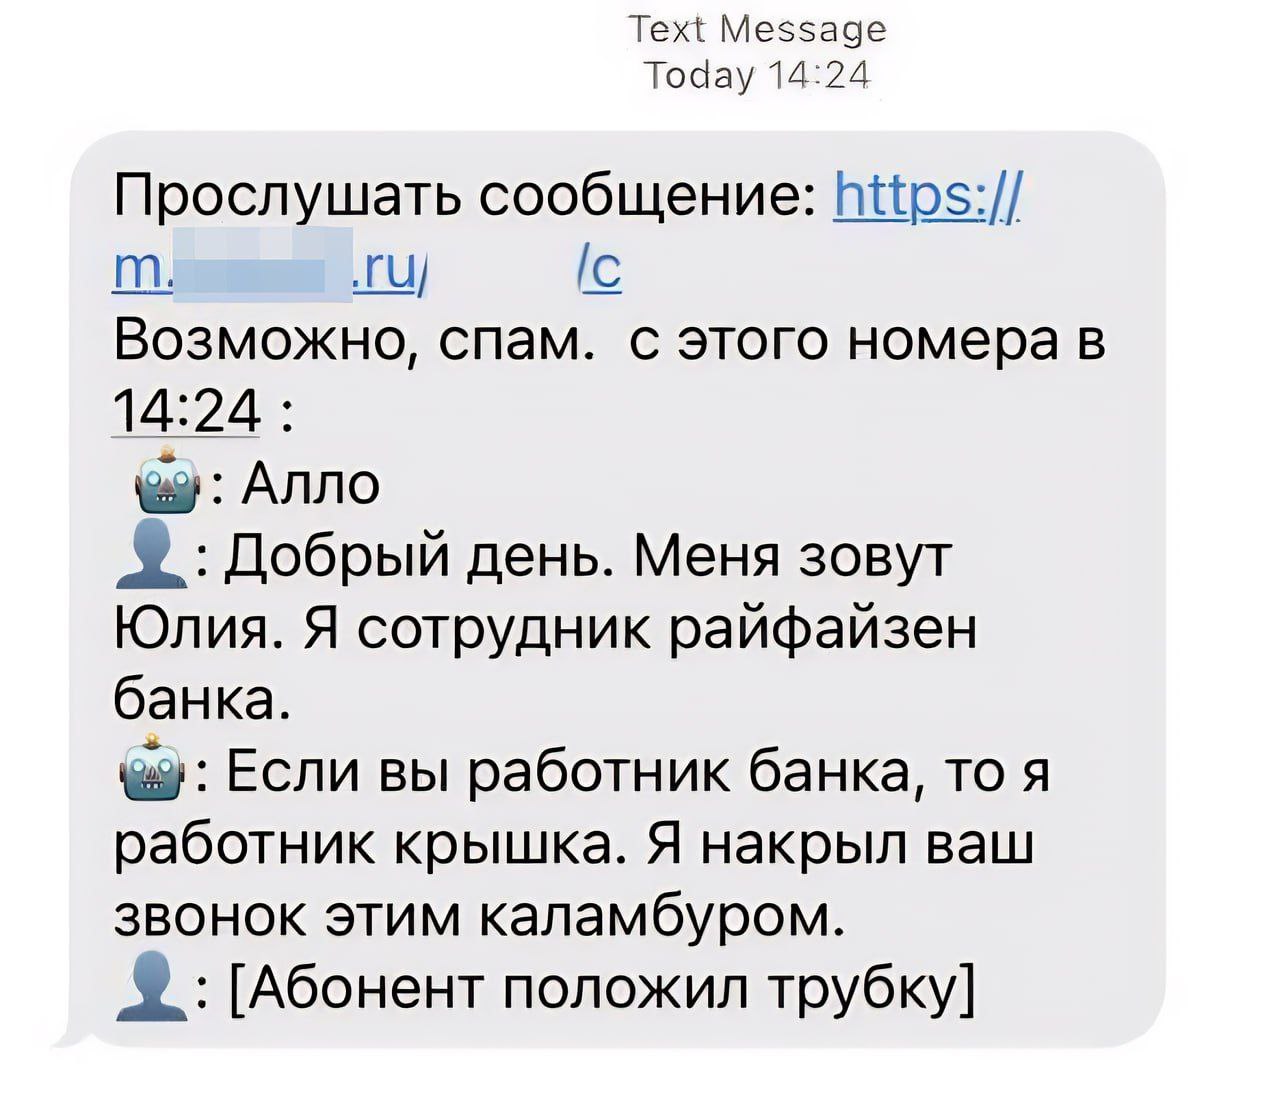 Text Message
Today 14:24
Прослушать сообщение: https://
m. .ru/ /c
Возможно, спам.  с этого номера в
14:24 :
: Алло
: Добрый день. Меня зовут
Юлия. Я сотрудник райфайзен
банка.
: Если вы работник банка, то я
работник крышка. Я накрыл ваш
звонок этим каламбуром.
: [Абонент положил трубку]